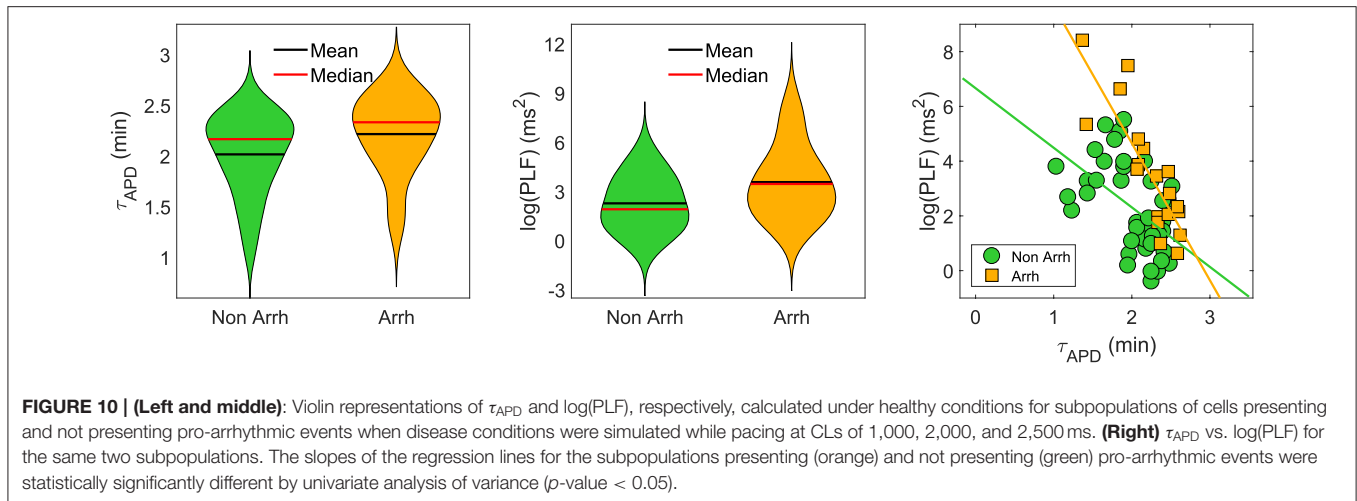 3
2.5
2
1.5
1
τAPD (min)
Mean
Median
Non Arrh
Arrh
12
9
6
3
0
-3
log(PLF) (ms²)
Mean
Median
Non Arrh
Arrh
8
6
4
2
0
log(PLF) (ms²)
Non Arrh
Arrh
0 1 2 3
τAPD (min)
FIGURE 10 | (Left and middle): Violin representations of τAPD and log(PLF), respectively, calculated under healthy conditions for subpopulations of cells presenting
and not presenting pro-arrhythmic events when disease conditions were simulated while pacing at CLs of 1,000, 2,000, and 2,500 ms. (Right) τAPD vs. log(PLF) for
the same two subpopulations. The slopes of the regression lines for the subpopulations presenting (orange) and not presenting (green) pro-arrhythmic events were
statistically significantly different by univariate analysis of variance (p-value < 0.05).